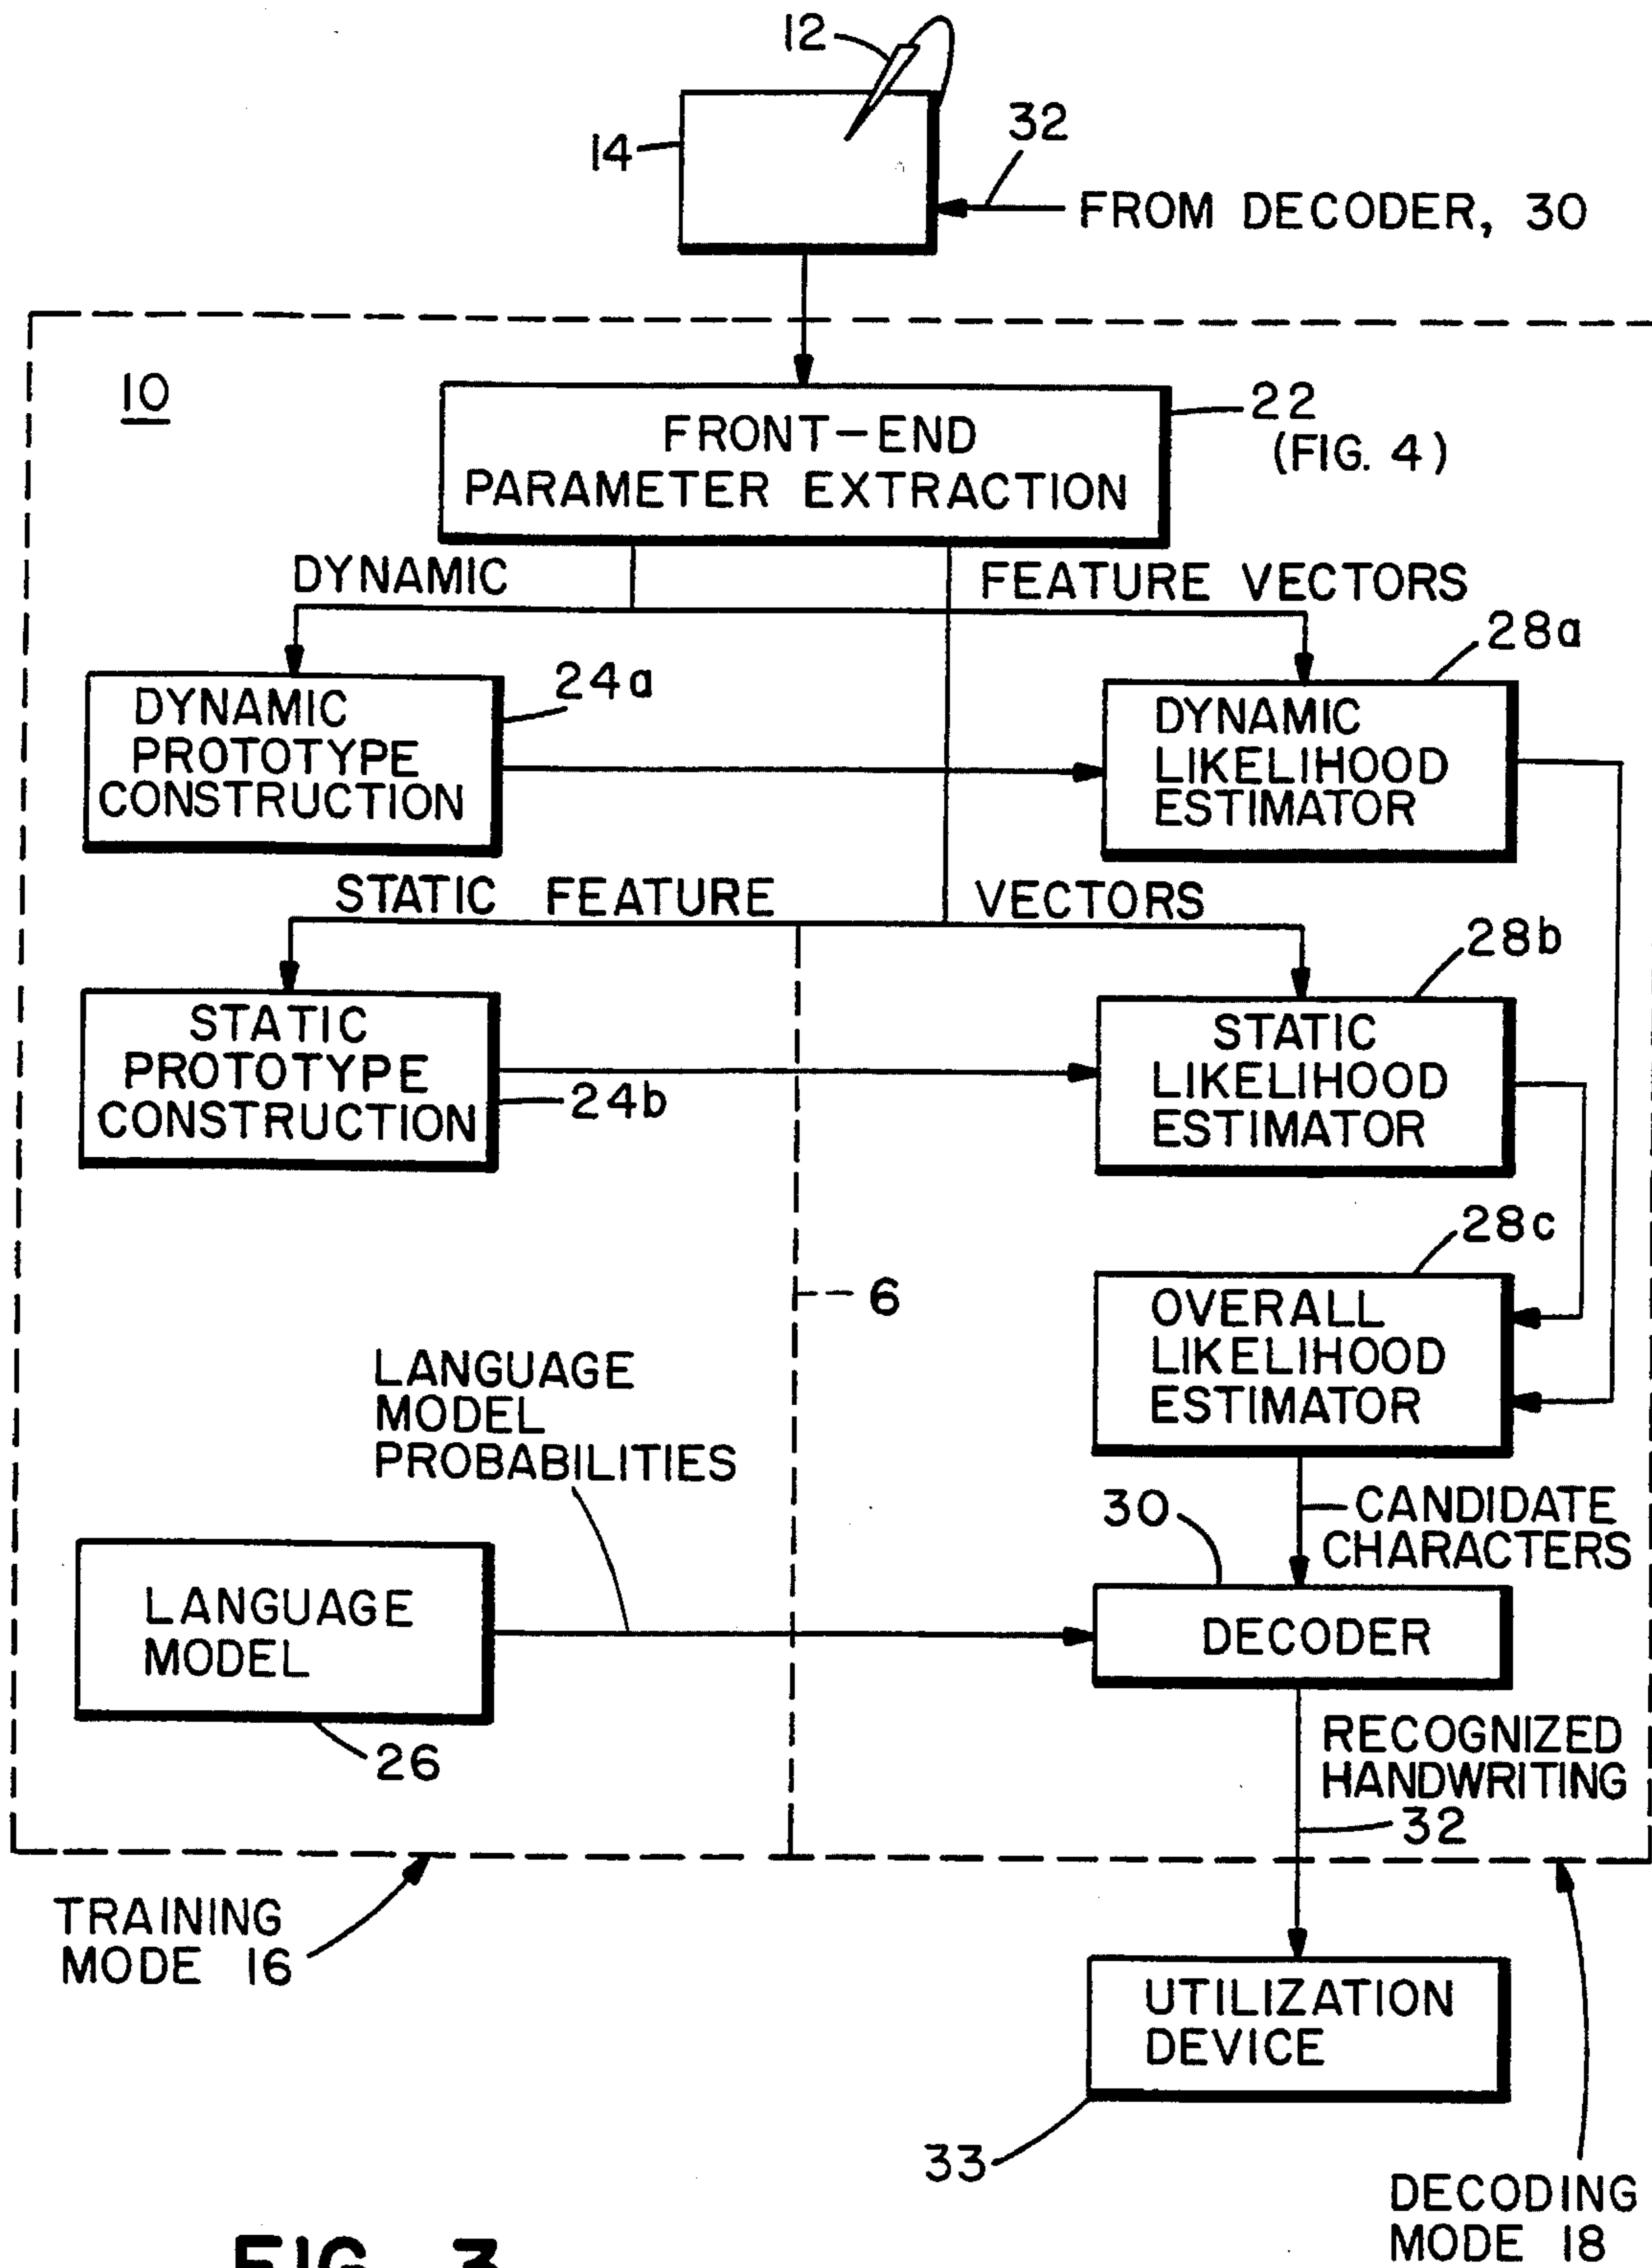 12
14
32
FROM DECODER, 30
10
FRONT-END
PARAMETER EXTRACTION
22
(FIG. 4)
DYNAMIC FEATURE VECTORS
24a
28a
DYNAMIC
PROTOTYPE
CONSTRUCTION
DYNAMIC
LIKELIHOOD
ESTIMATOR
STATIC FEATURE VECTORS
28b
STATIC
PROTOTYPE
CONSTRUCTION
24b
STATIC
LIKELIHOOD
ESTIMATOR
28c
6
OVERALL
LIKELIHOOD
ESTIMATOR
LANGUAGE
MODEL
PROBABILITIES
CANDIDATE
CHARACTERS
30
LANGUAGE
MODEL
DECODER
26
RECOGNIZED
HANDWRITING
32
TRAINING
MODE 16
UTILIZATION
DEVICE
33
DECODING
MODE 18
FIG. 3